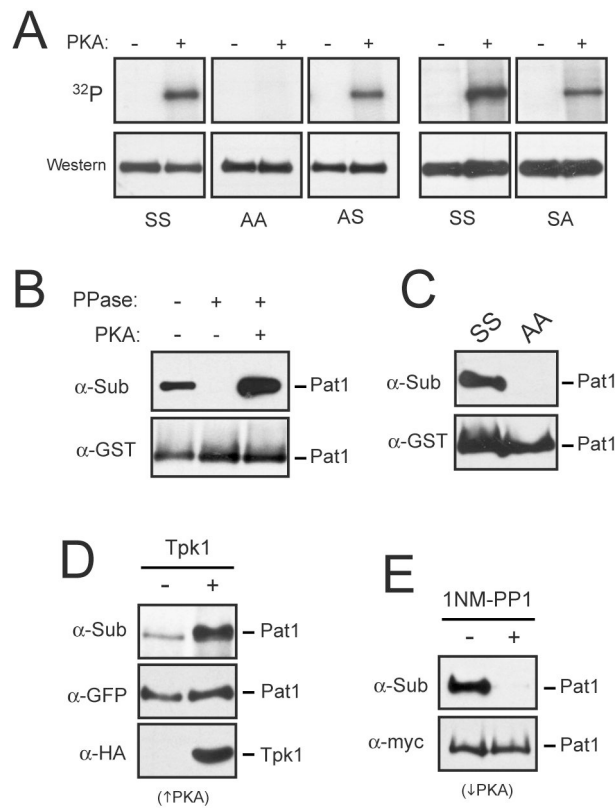 A
PKA: - + - + - + - + - +
32P
Western
SS AA AS SS SA
B
PPase: - + +
PKA: - - +
α-Sub – Pat1
α-GST – Pat1
C
SS AA
α-Sub – Pat1
α-GST – Pat1
D
Tpk1
- +
α-Sub – Pat1
α-GFP – Pat1
α-HA – Tpk1
(↑PKA)
E
1NM-PP1
- +
α-Sub – Pat1
α-myc – Pat1
(↓PKA)